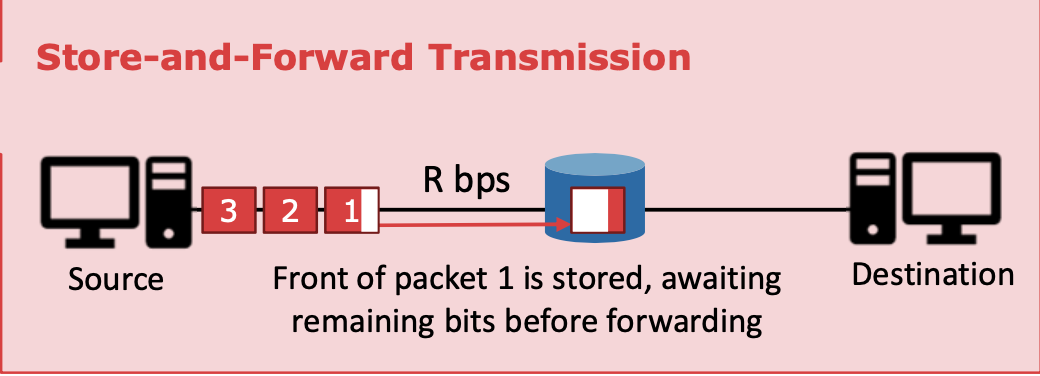 Store-and-Forward Transmission
R bps
3 2 1
Source
Front of packet 1 is stored, awaiting
remaining bits before forwarding
Destination